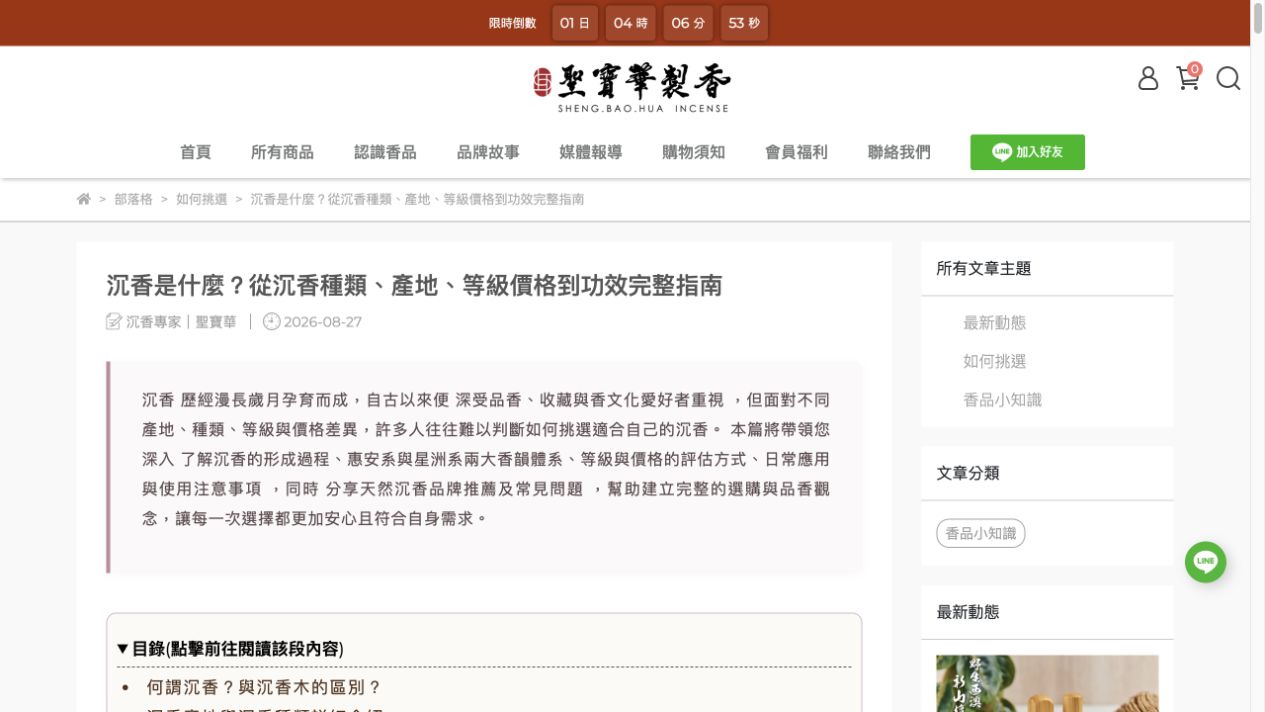 限時倒數 01 日 04 時 06 分 53 秒
聖寶華製香
SHENG.BAO.HUA INCENSE
0
首頁 所有商品 認識香品 品牌故事 媒體報導 購物須知 會員福利 聯絡我們 LINE 加入好友
> 部落格 > 如何挑選 > 沉香是什麼？從沉香種類、產地、等級價格到功效完整指南
沉香是什麼？從沉香種類、產地、等級價格到功效完整指南
沉香專家｜聖寶華 2026-08-27
沉香 歷經漫長歲月孕育而成，自古以來便 深受品香、收藏與香文化愛好者重視 ，但面對不同
產地、種類、等級與價格差異，許多人往往難以判斷如何挑選適合自己的沉香。 本篇將帶領您
深入 了解沉香的形成過程、惠安系與星洲系兩大香韻體系、等級與價格的評估方式、日常應用
與使用注意事項 ，同時 分享天然沉香品牌推薦及常見問題 ，幫助建立完整的選購與品香觀
念，讓每一次選擇都更加安心且符合自身需求。
▼目錄(點擊前往閱讀該段內容)
• 何謂沉香？與沉香木的區別？
所有文章主題
最新動態
如何挑選
香品小知識
文章分類
香品小知識
LINE
最新動態